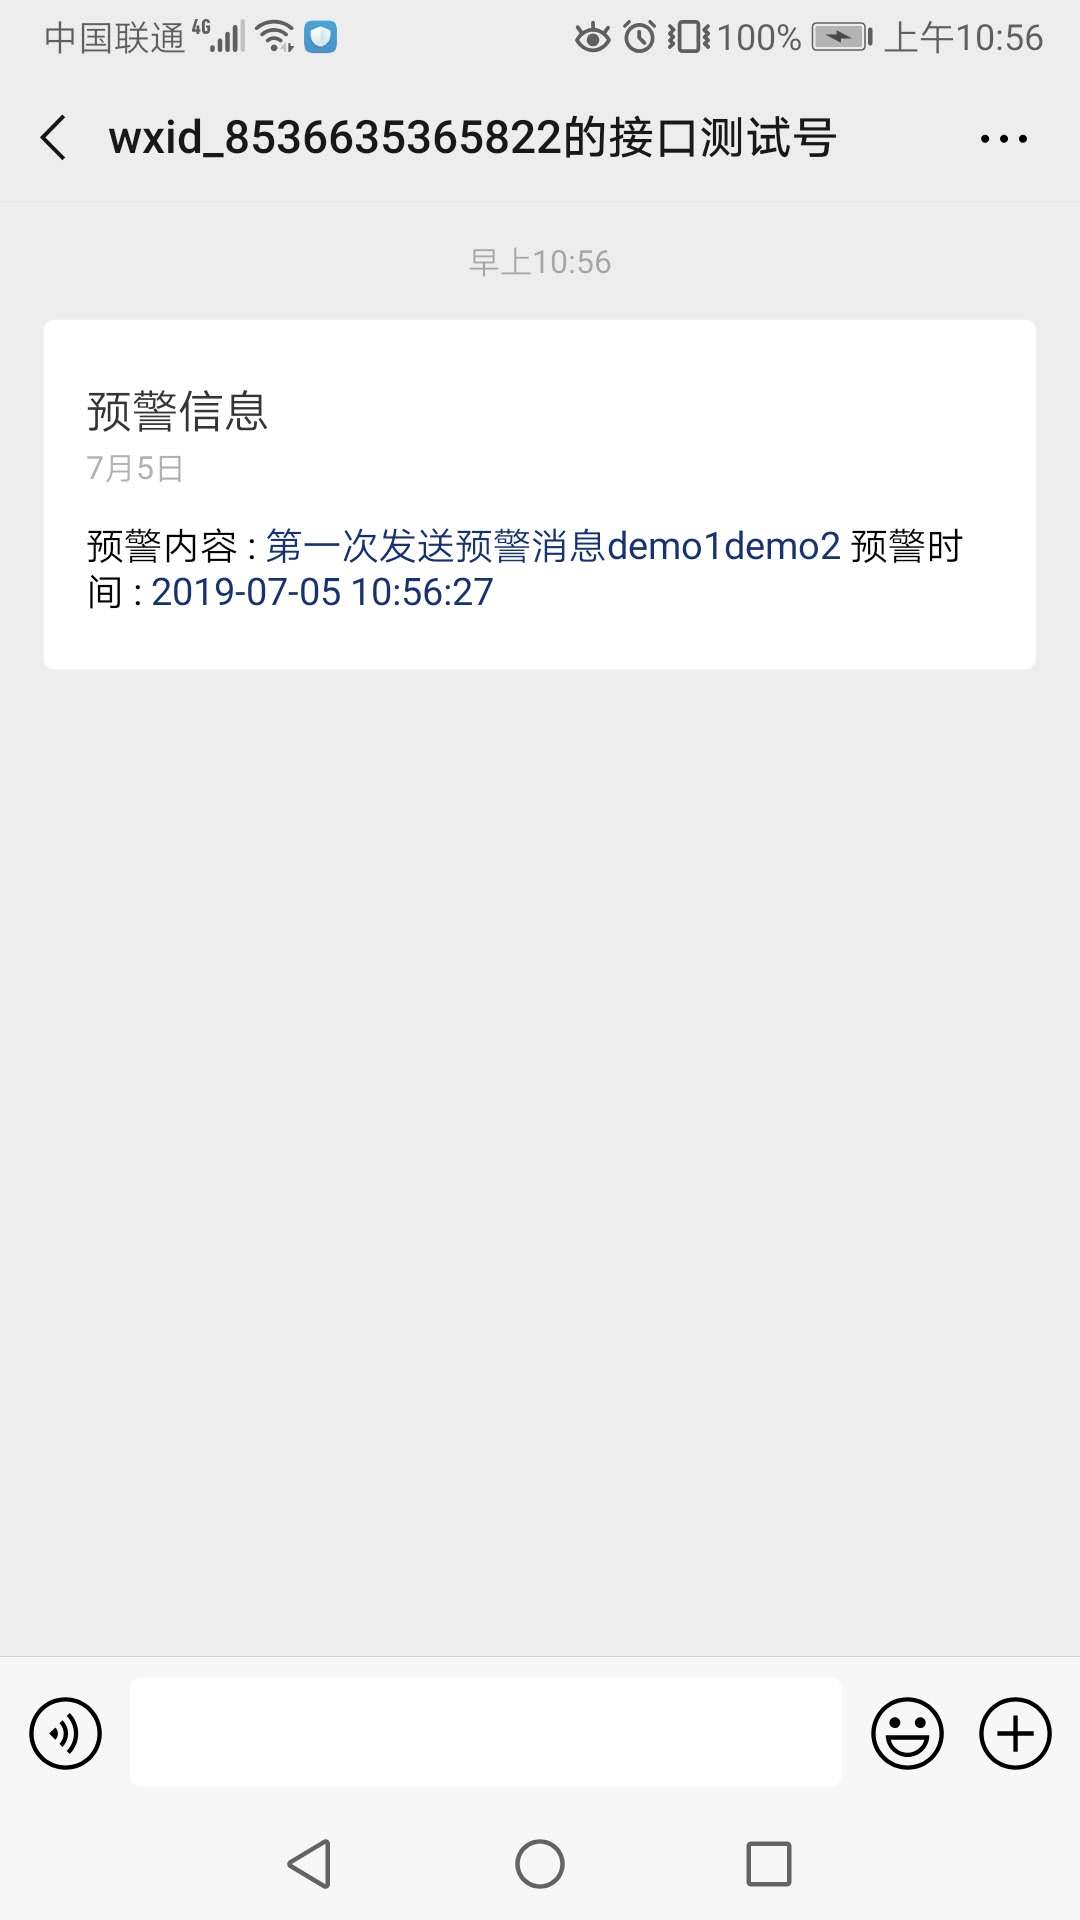 中国联通 4G 100% 上午10:56
wxid_8536635365822的接口测试号
早上10:56
预警信息
7月5日
预警内容 : 第一次发送预警消息demo1demo2 预警时
间 : 2019-07-05 10:56:27